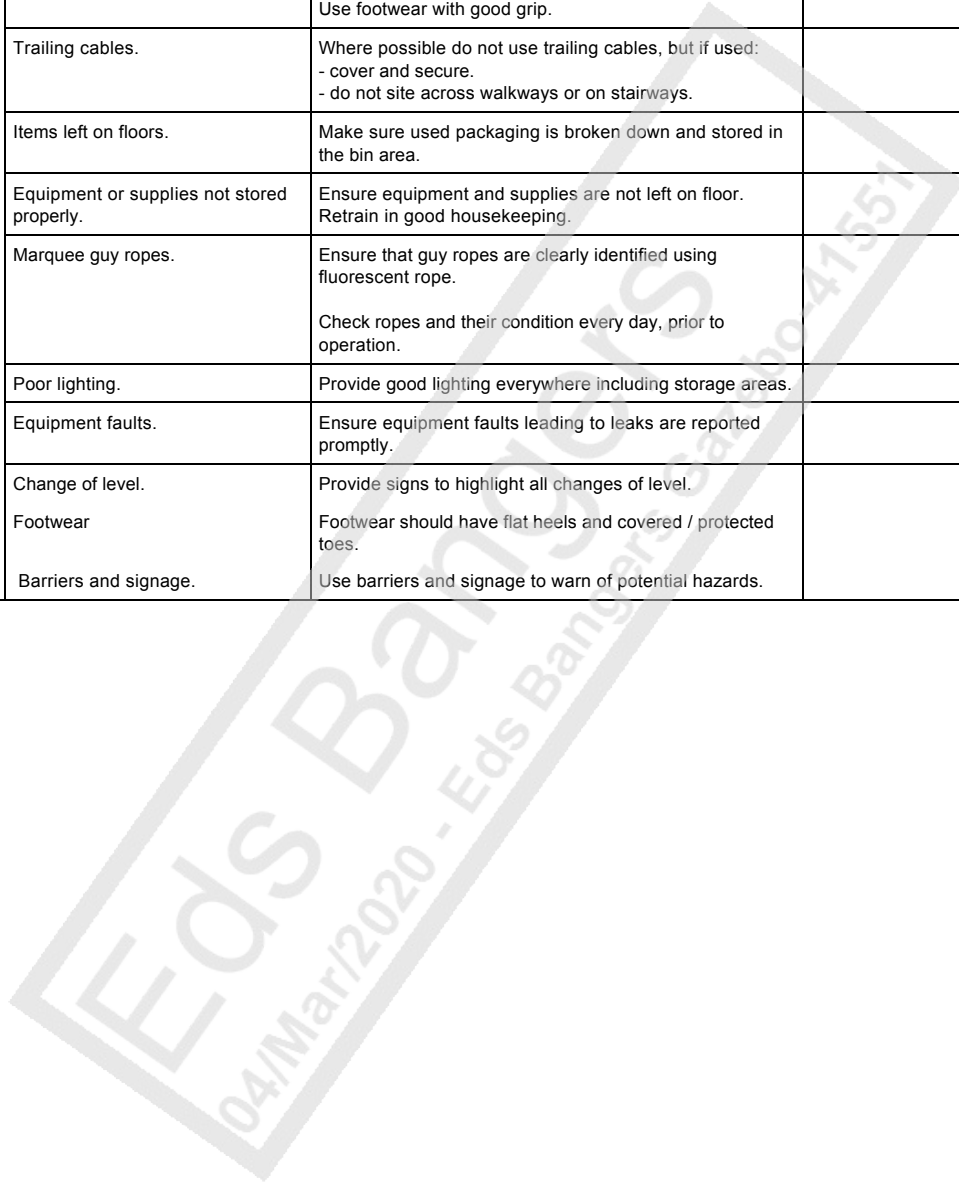 Use footwear with good grip.
Trailing cables.
Where possible do not use trailing cables, but if used:
- cover and secure.
- do not site across walkways or on stairways.
Items left on floors.
Make sure used packaging is broken down and stored in
the bin area.
Equipment or supplies not stored
properly.
Ensure equipment and supplies are not left on floor.
Retrain in good housekeeping.
Marquee guy ropes.
Ensure that guy ropes are clearly identified using
fluorescent rope.
Check ropes and their condition every day, prior to
operation.
Poor lighting.
Provide good lighting everywhere including storage areas.
Equipment faults.
Ensure equipment faults leading to leaks are reported
promptly.
Change of level.
Provide signs to highlight all changes of level.
Footwear
Footwear should have flat heels and covered / protected
toes.
Barriers and signage.
Use barriers and signage to warn of potential hazards.
Eds Bangers
04/Mar/2020 - Eds Bangers Gazebo-41551